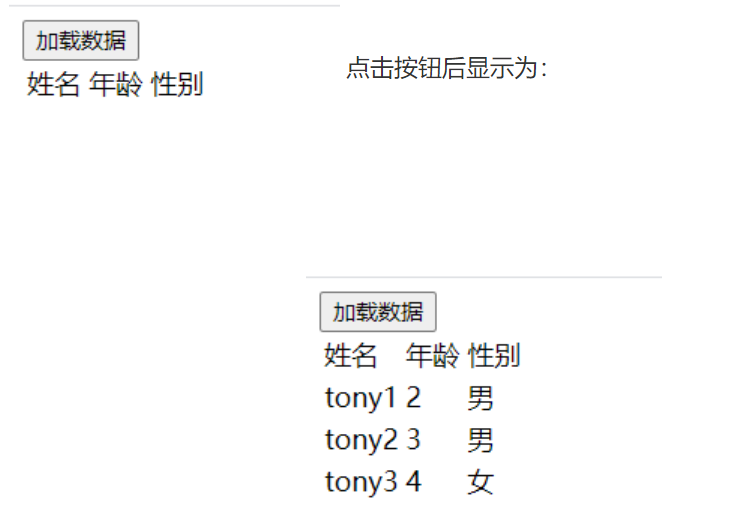 加载数据
姓名 年龄 性别
点击按钮后显示为：
加载数据
姓名 年龄 性别
tony1 2 男
tony2 3 男
tony3 4 女